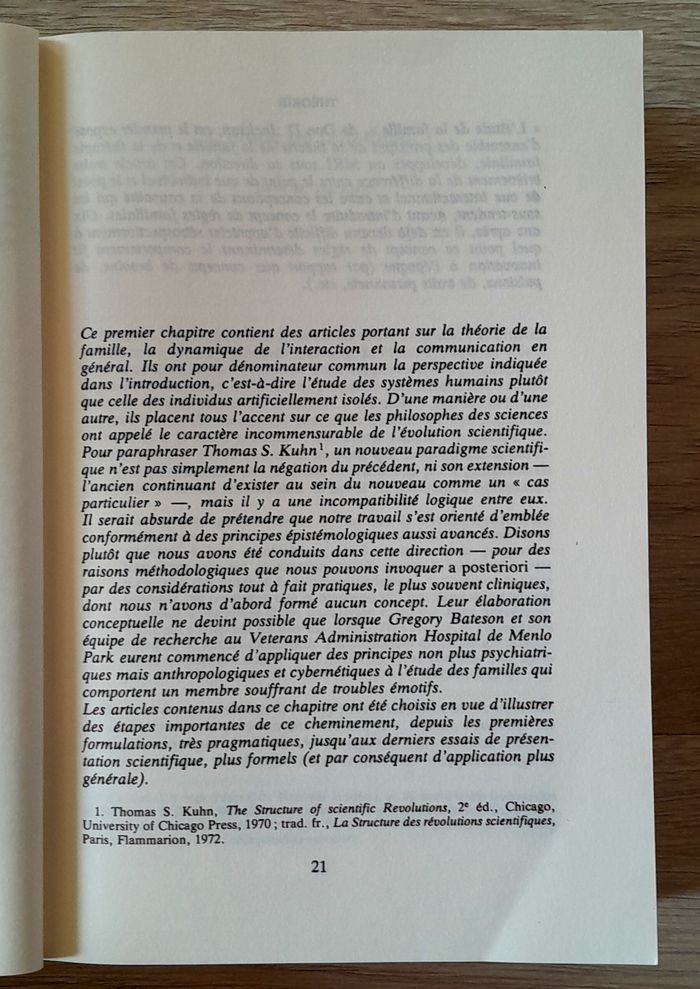 Ce premier chapitre contient des articles portant sur la théorie de la
famille, la dynamique de l'interaction et la communication en
général. Ils ont pour dénominateur commun la perspective indiquée
dans l'introduction, c'est-à-dire l'étude des systèmes humains plutôt
que celle des individus artificiellement isolés. D'une manière ou d'une
autre, ils placent tous l'accent sur ce que les philosophes des sciences
ont appelé le caractère incommensurable de l'évolution scientifique.
Pour paraphraser Thomas S. Kuhn¹, un nouveau paradigme scientifi-
que n'est pas simplement la négation du précédent, ni son extension —
l'ancien continuant d'exister au sein du nouveau comme un « cas
particulier » —, mais il y a une incompatibilité logique entre eux.
Il serait absurde de prétendre que notre travail s'est orienté d'emblée
conformément à des principes épistémologiques aussi avancés. Disons
plutôt que nous avons été conduits dans cette direction — pour des
raisons méthodologiques que nous pouvons invoquer a posteriori —
par des considérations tout à fait pratiques, le plus souvent cliniques,
dont nous n'avons d'abord formé aucun concept. Leur élaboration
conceptuelle ne devint possible que lorsque Gregory Bateson et son
équipe de recherche au Veterans Administration Hospital de Menlo
Park eurent commencé d'appliquer des principes non plus psychiatri-
ques mais anthropologiques et cybernétiques à l'étude des familles qui
comportent un membre souffrant de troubles émotifs.
Les articles contenus dans ce chapitre ont été choisis en vue d'illustrer
des étapes importantes de ce cheminement, depuis les premières
formulations, très pragmatiques, jusqu'aux derniers essais de présen-
tation scientifique, plus formels (et par conséquent d'application plus
générale).
1. Thomas S. Kuhn, The Structure of scientific Revolutions, 2e éd., Chicago,
University of Chicago Press, 1970 ; trad. fr., La Structure des révolutions scientifiques,
Paris, Flammarion, 1972.
21